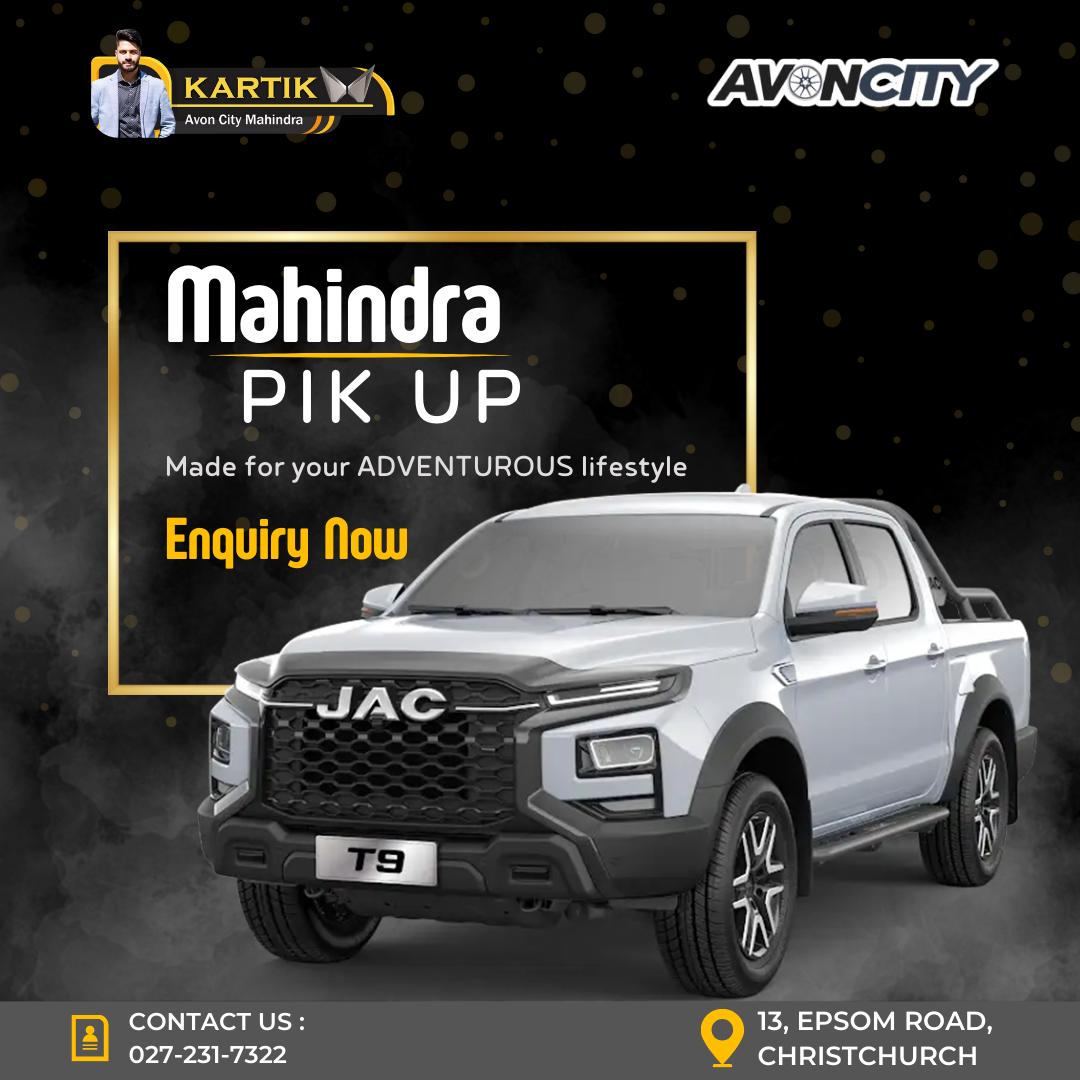 KARTIK
Avon City Mahindra
AVONCITY
Mahindra
PIK UP
Made for your ADVENTUROUS lifestyle
Enquiry Now
JAC
JAC
T9
CONTACT US :
027-231-7322
13, EPSOM ROAD,
CHRISTCHURCH